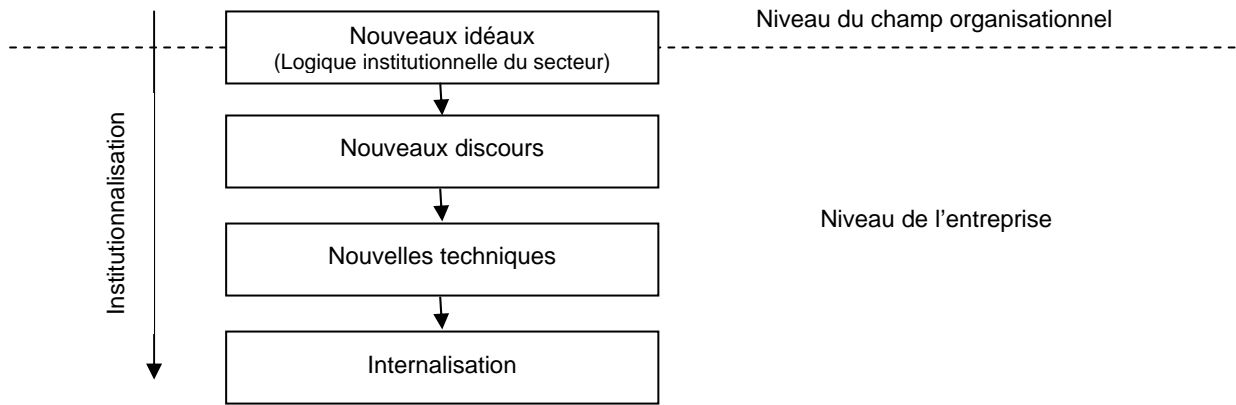 Niveau du champ organisationnel
Nouveaux idéaux
(Logique institutionnelle du secteur)
Institutionnalisation
Nouveaux discours
Niveau de l'entreprise
Nouvelles techniques
Internalisation